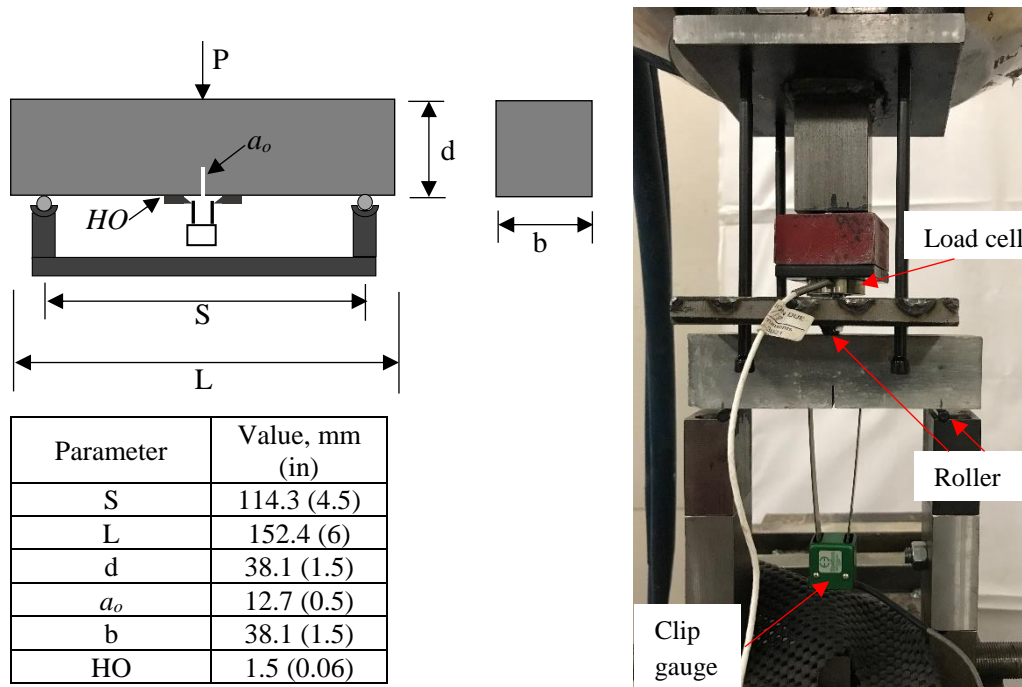 P
a_o
d
HO
b
S
L
Parameter Value, mm (in)
S 114.3 (4.5)
L 152.4 (6)
d 38.1 (1.5)
a_o 12.7 (0.5)
b 38.1 (1.5)
HO 1.5 (0.06)
Load cell
Roller
Clip
gauge